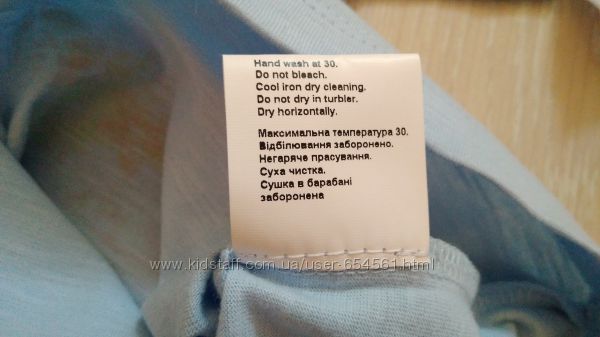 Hand wash at 30.
Do not bleach.
Cool iron dry cleaning.
Do not dry in turbler.
Dry horizontally.
Максимальна температура 30.
Відбілювання заборонено.
Негаряче прасування.
Суха чистка.
Сушка в барабані
заборонена
www.kidstaff.com.ua/user-654561.html